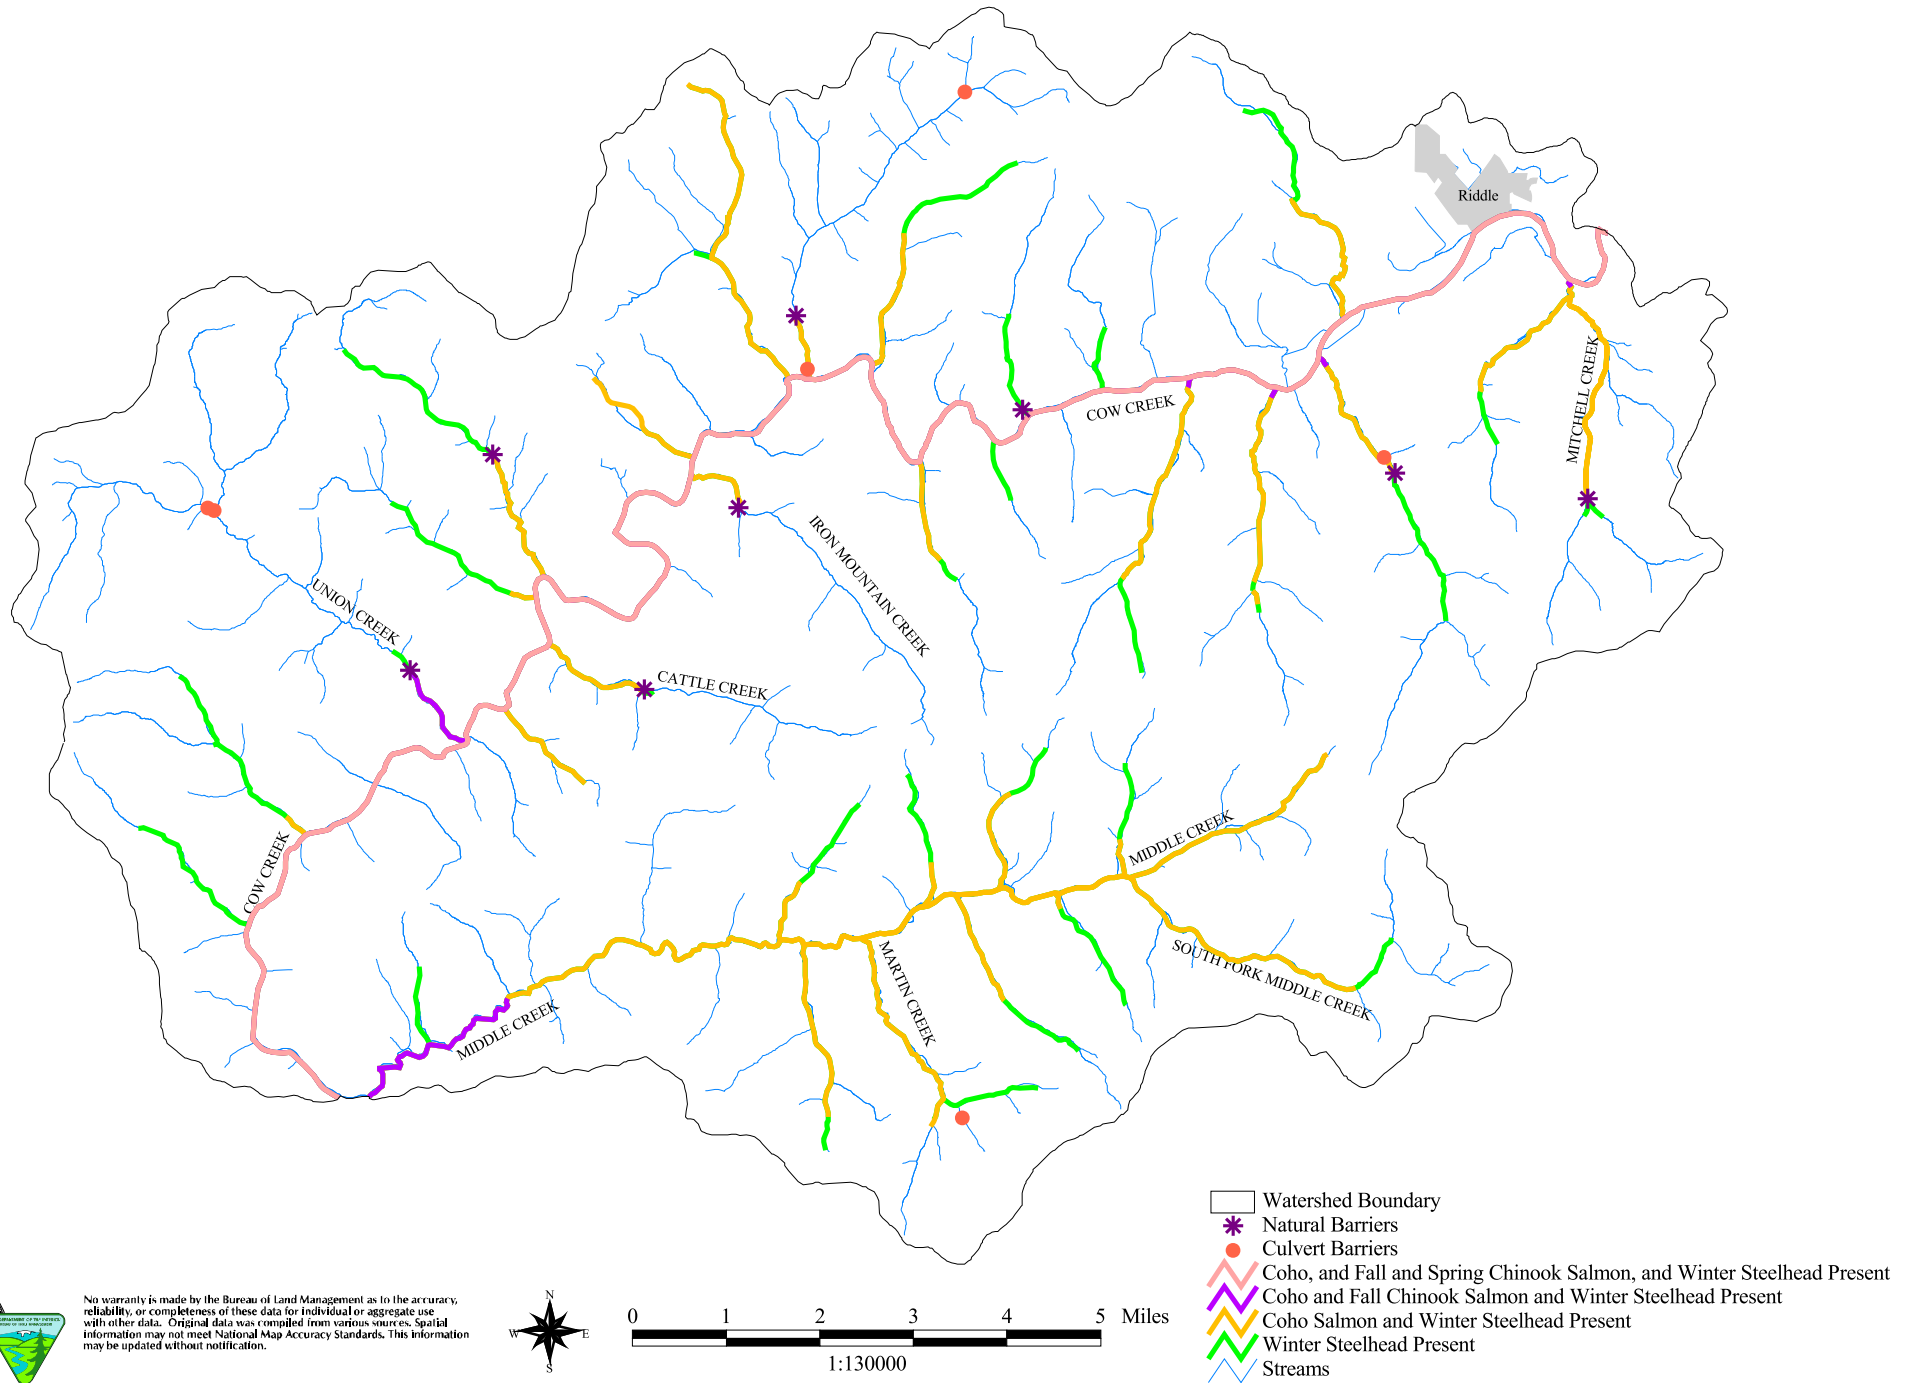 Riddle
MITCHELL CREEK
COW CREEK
IRON MOUNTAIN CREEK
UNION CREEK
CATTLE CREEK
COW CREEK
MIDDLE CREEK
MARTIN CREEK
SOUTH FORK MIDDLE CREEK
MIDDLE CREEK
Watershed Boundary
Natural Barriers
Culvert Barriers
Coho, and Fall and Spring Chinook Salmon, and Winter Steelhead Present
Coho and Fall Chinook Salmon and Winter Steelhead Present
Coho Salmon and Winter Steelhead Present
Winter Steelhead Present
Streams
No warranty is made by the Bureau of Land Management as to the accuracy,
reliability, or completeness of these data for individual or aggregate use
with other data. Original data was compiled from various sources. Spatial
information may not meet National Map Accuracy Standards. This information
may be updated without notification.
N
W E
S
0 1 2 3 4 5 Miles
1:130000